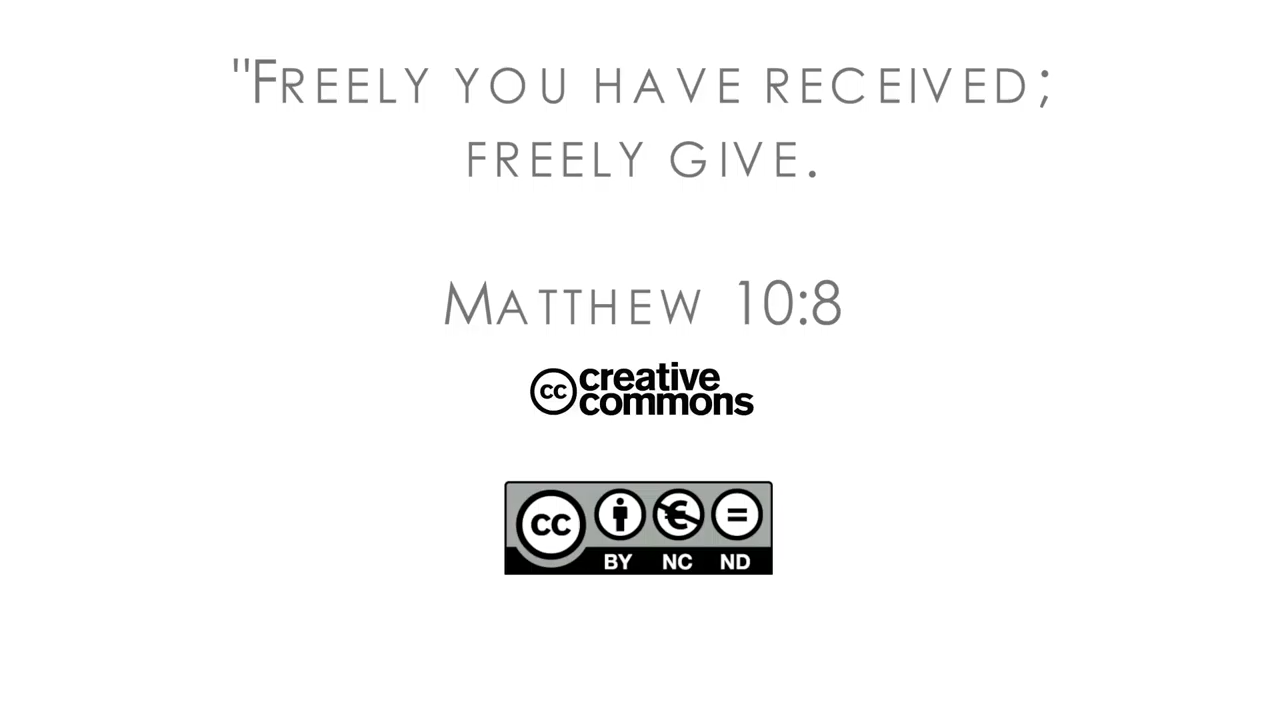 "FREELY YOU HAVE RECEIVED;
FREELY GIVE.
MATTHEW 10:8
cc creative
commons
cc BY NC ND